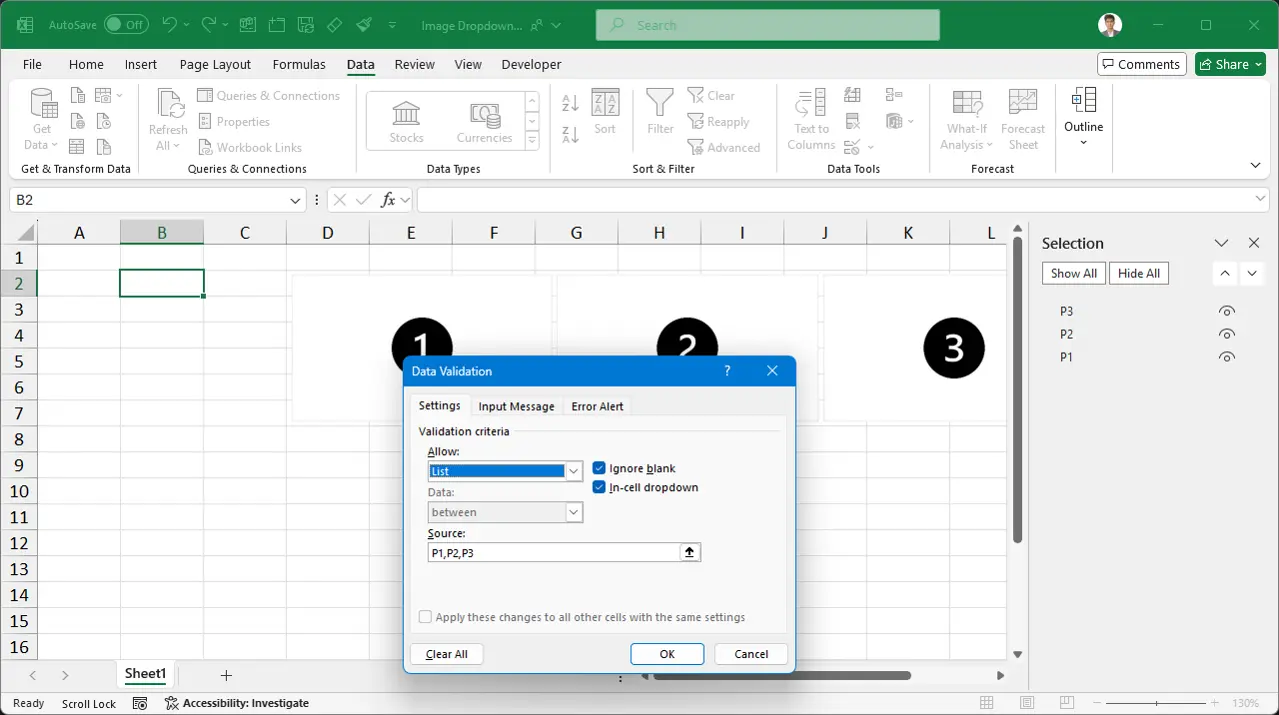 AutoSave Off Image Dropdown... Search
File Home Insert Page Layout Formulas Data Review View Developer Comments Share
Get Data
Refresh All
Queries & Connections
Properties
Workbook Links
Stocks Currencies
Sort
Filter
Clear
Reapply
Advanced
Text to Columns
What-If Analysis
Forecast Sheet
Outline
Get & Transform Data Queries & Connections Data Types Sort & Filter Data Tools Forecast
B2 fx
A B C D E F G H I J K L
1
2
3
4
5
6
7
8
9
10
11
12
13
14
15
16
1 2 3
Data Validation ?
Settings Input Message Error Alert
Validation criteria
Allow:
List Ignore blank
In-cell dropdown
Data:
between
Source:
P1,P2,P3
Apply these changes to all other cells with the same settings
Clear All OK Cancel
Selection
Show All Hide All
P3
P2
P1
Sheet1
Ready Scroll Lock Accessibility: Investigate 130%